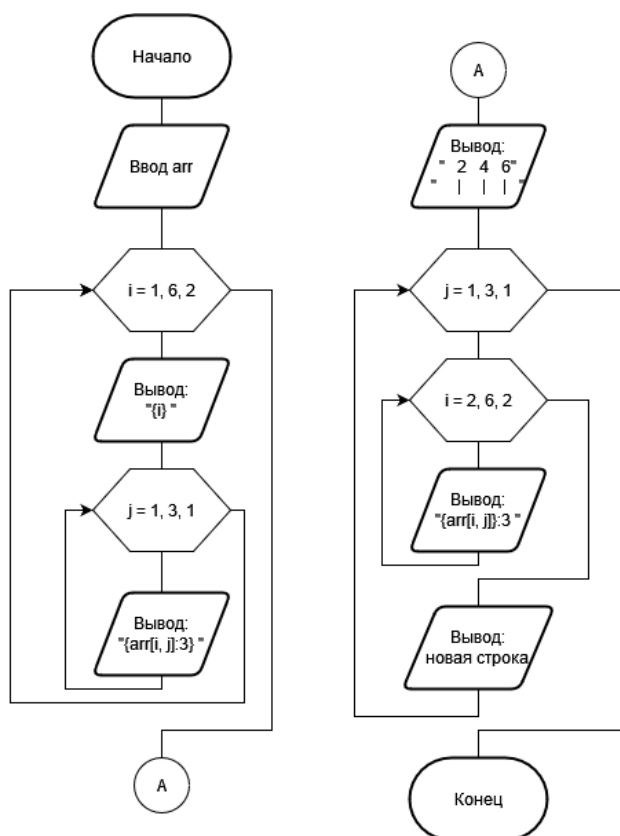 Начало
Ввод arr
i = 1, 6, 2
Вывод:
"{i} "
j = 1, 3, 1
Вывод:
"{arr[i, j]:3} "
A
A
Вывод:
" 2 4 6"
" | | | "
j = 1, 3, 1
i = 2, 6, 2
Вывод:
"{arr[i, j]}:3 "
Вывод:
новая строка
Конец